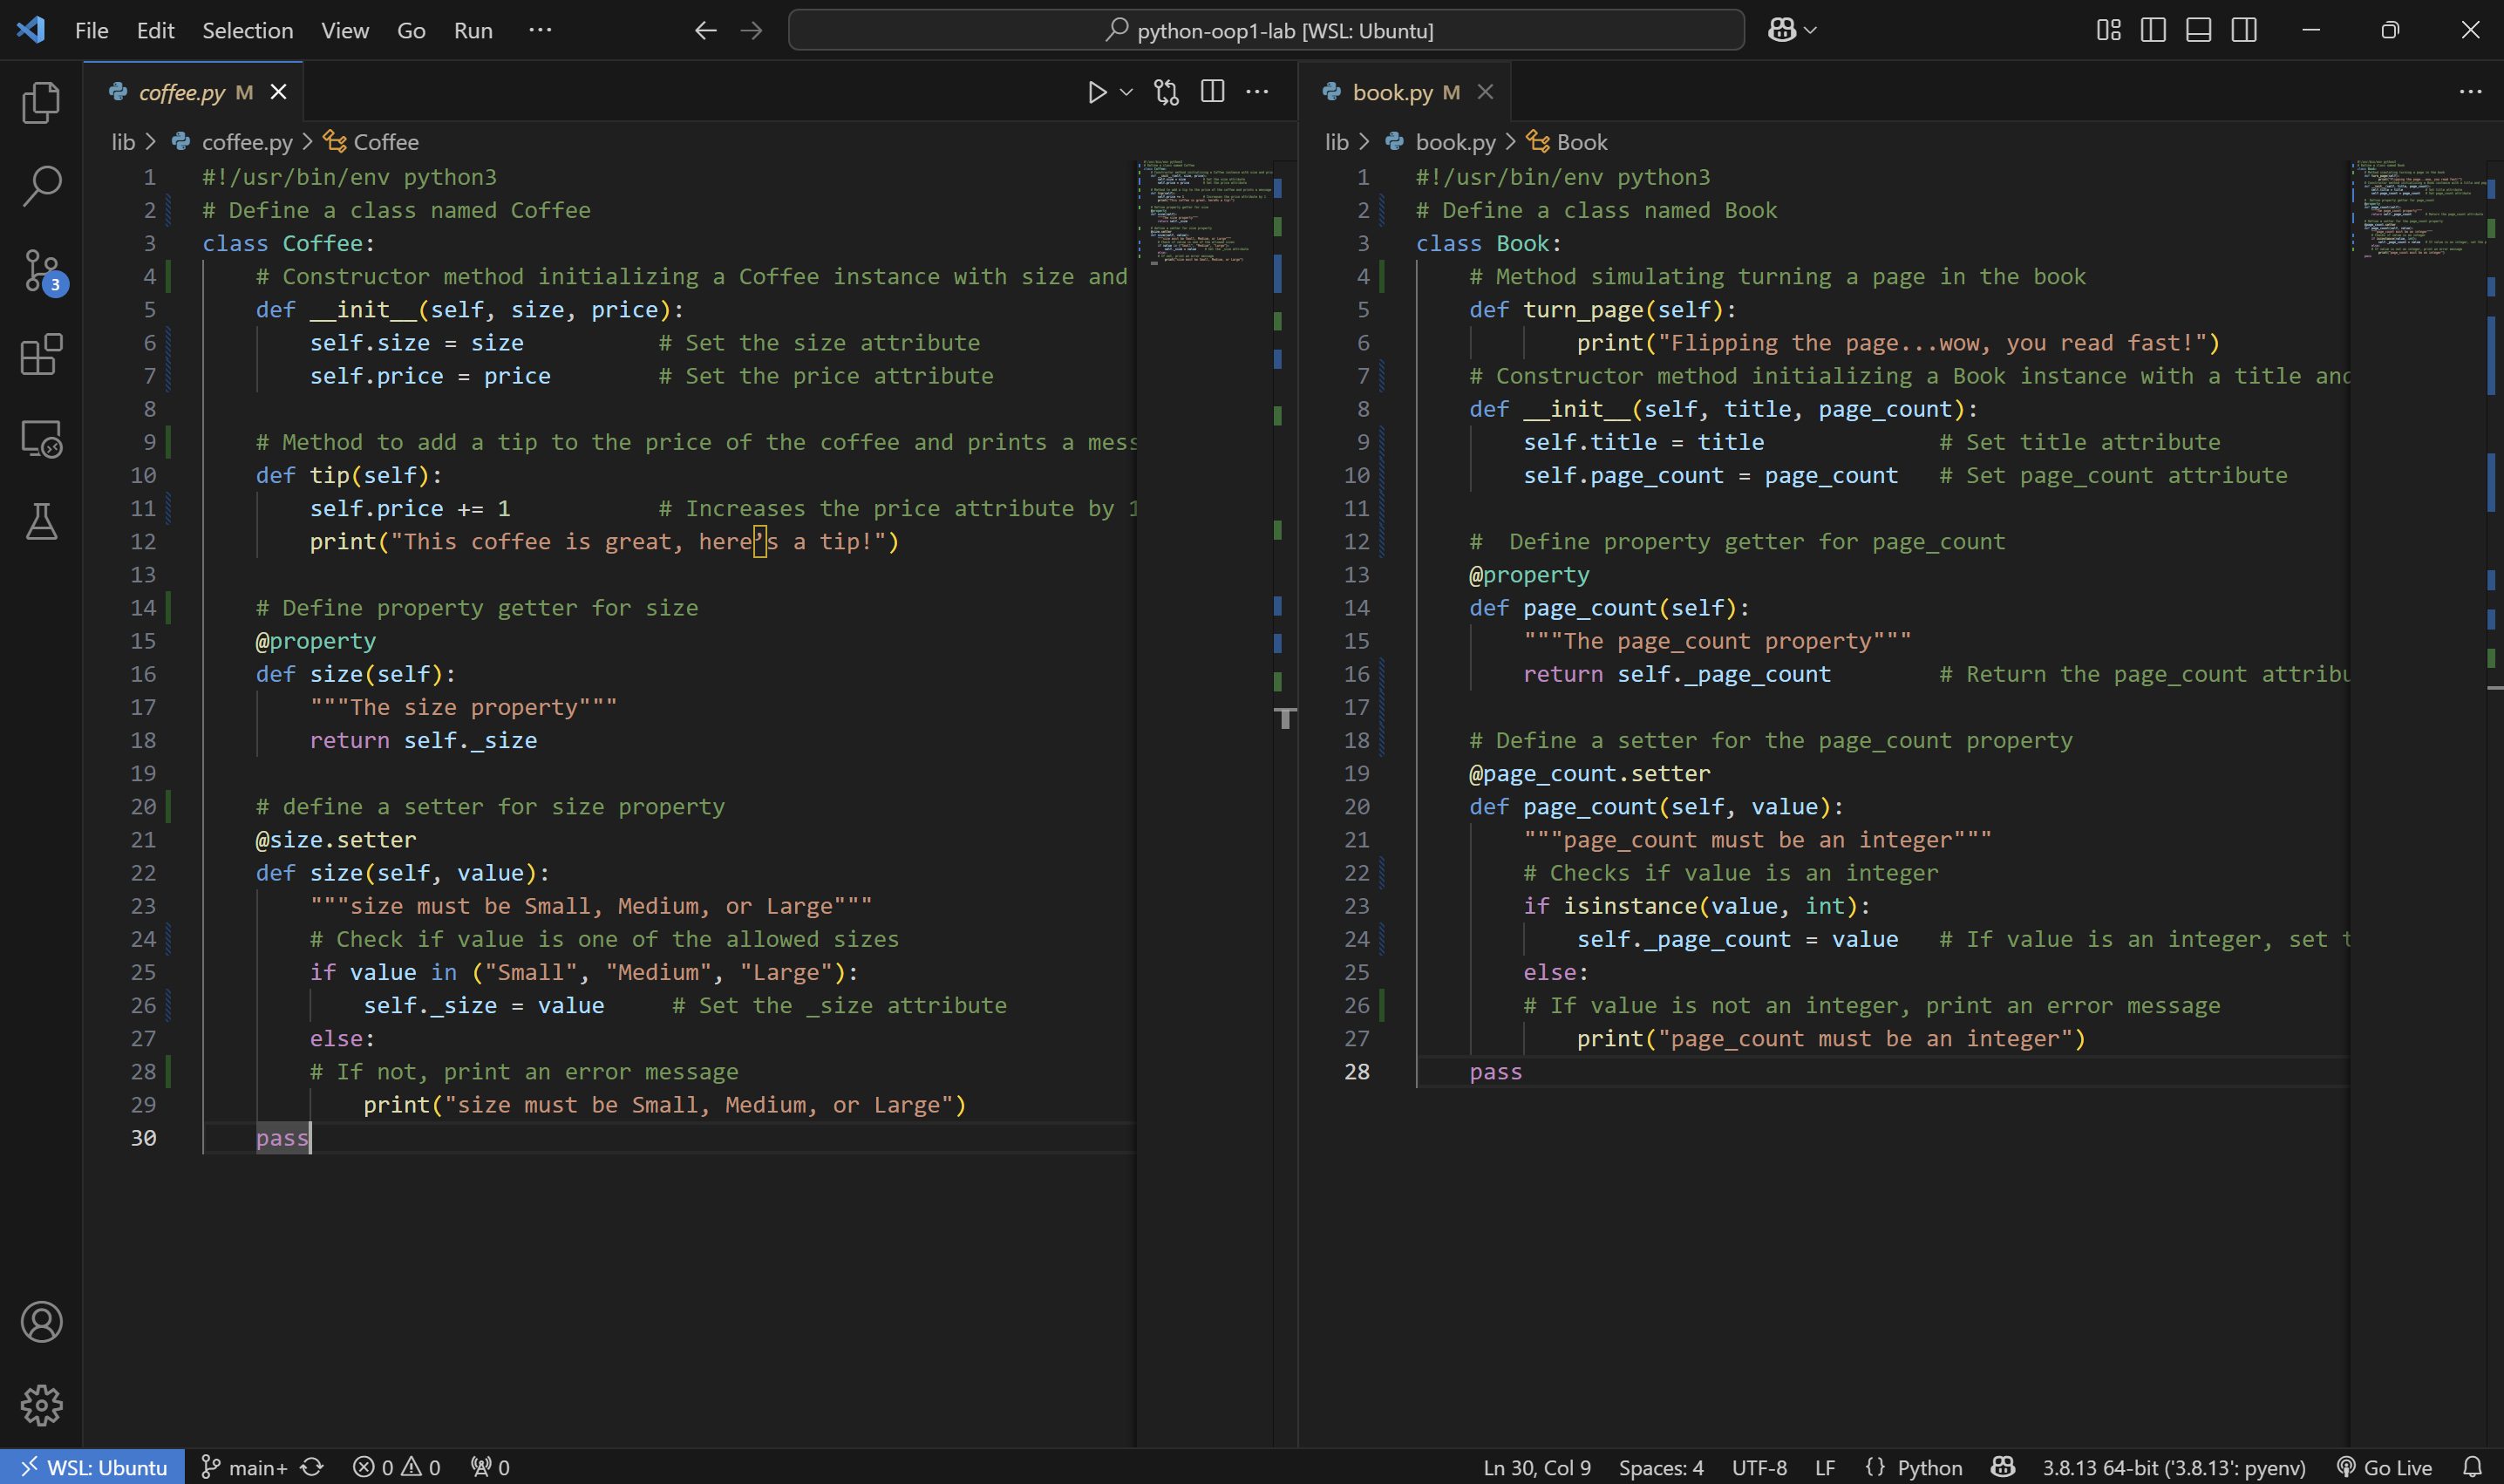 File Edit Selection View Go Run ···
python-oop1-lab [WSL: Ubuntu]
coffee.py M
lib > coffee.py > Coffee
1 #!/usr/bin/env python3
2 # Define a class named Coffee
3 class Coffee:
4 # Constructor method initializing a Coffee instance with size and
5 def __init__(self, size, price):
6 self.size = size # Set the size attribute
7 self.price = price # Set the price attribute
8
9 # Method to add a tip to the price of the coffee and prints a mess
10 def tip(self):
11 self.price += 1 # Increases the price attribute by 1
12 print("This coffee is great, here’s a tip!")
13
14 # Define property getter for size
15 @property
16 def size(self):
17 """The size property"""
18 return self._size
19
20 # define a setter for size property
21 @size.setter
22 def size(self, value):
23 """size must be Small, Medium, or Large"""
24 # Check if value is one of the allowed sizes
25 if value in ("Small", "Medium", "Large"):
26 self._size = value # Set the _size attribute
27 else:
28 # If not, print an error message
29 print("size must be Small, Medium, or Large")
30 pass
book.py M
lib > book.py > Book
1 #!/usr/bin/env python3
2 # Define a class named Book
3 class Book:
4 # Method simulating turning a page in the book
5 def turn_page(self):
6 print("Flipping the page...wow, you read fast!")
7 # Constructor method initializing a Book instance with a title and
8 def __init__(self, title, page_count):
9 self.title = title # Set title attribute
10 self.page_count = page_count # Set page_count attribute
11
12 #  Define property getter for page_count
13 @property
14 def page_count(self):
15 """The page_count property"""
16 return self._page_count # Return the page_count attribu
17
18 # Define a setter for the page_count property
19 @page_count.setter
20 def page_count(self, value):
21 """page_count must be an integer"""
22 # Checks if value is an integer
23 if isinstance(value, int):
24 self._page_count = value # If value is an integer, set t
25 else:
26 # If value is not an integer, print an error message
27 print("page_count must be an integer")
28 pass
3
WSL: Ubuntu main+ 0 0 0 Ln 30, Col 9 Spaces: 4 UTF-8 LF {} Python 3.8.13 64-bit ('3.8.13': pyenv) Go Live